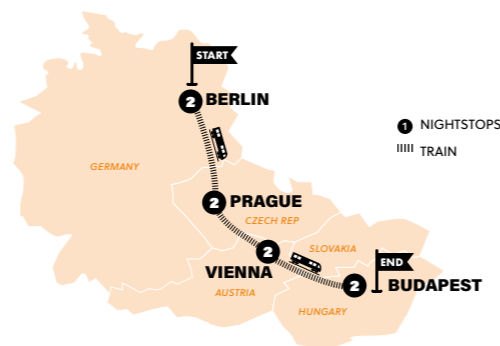 START
2 BERLIN
1 NIGHTSTOPS
TRAIN
GERMANY
2 PRAGUE
CZECH REP
SLOVAKIA
2
VIENNA
END
2 BUDAPEST
AUSTRIA
HUNGARY